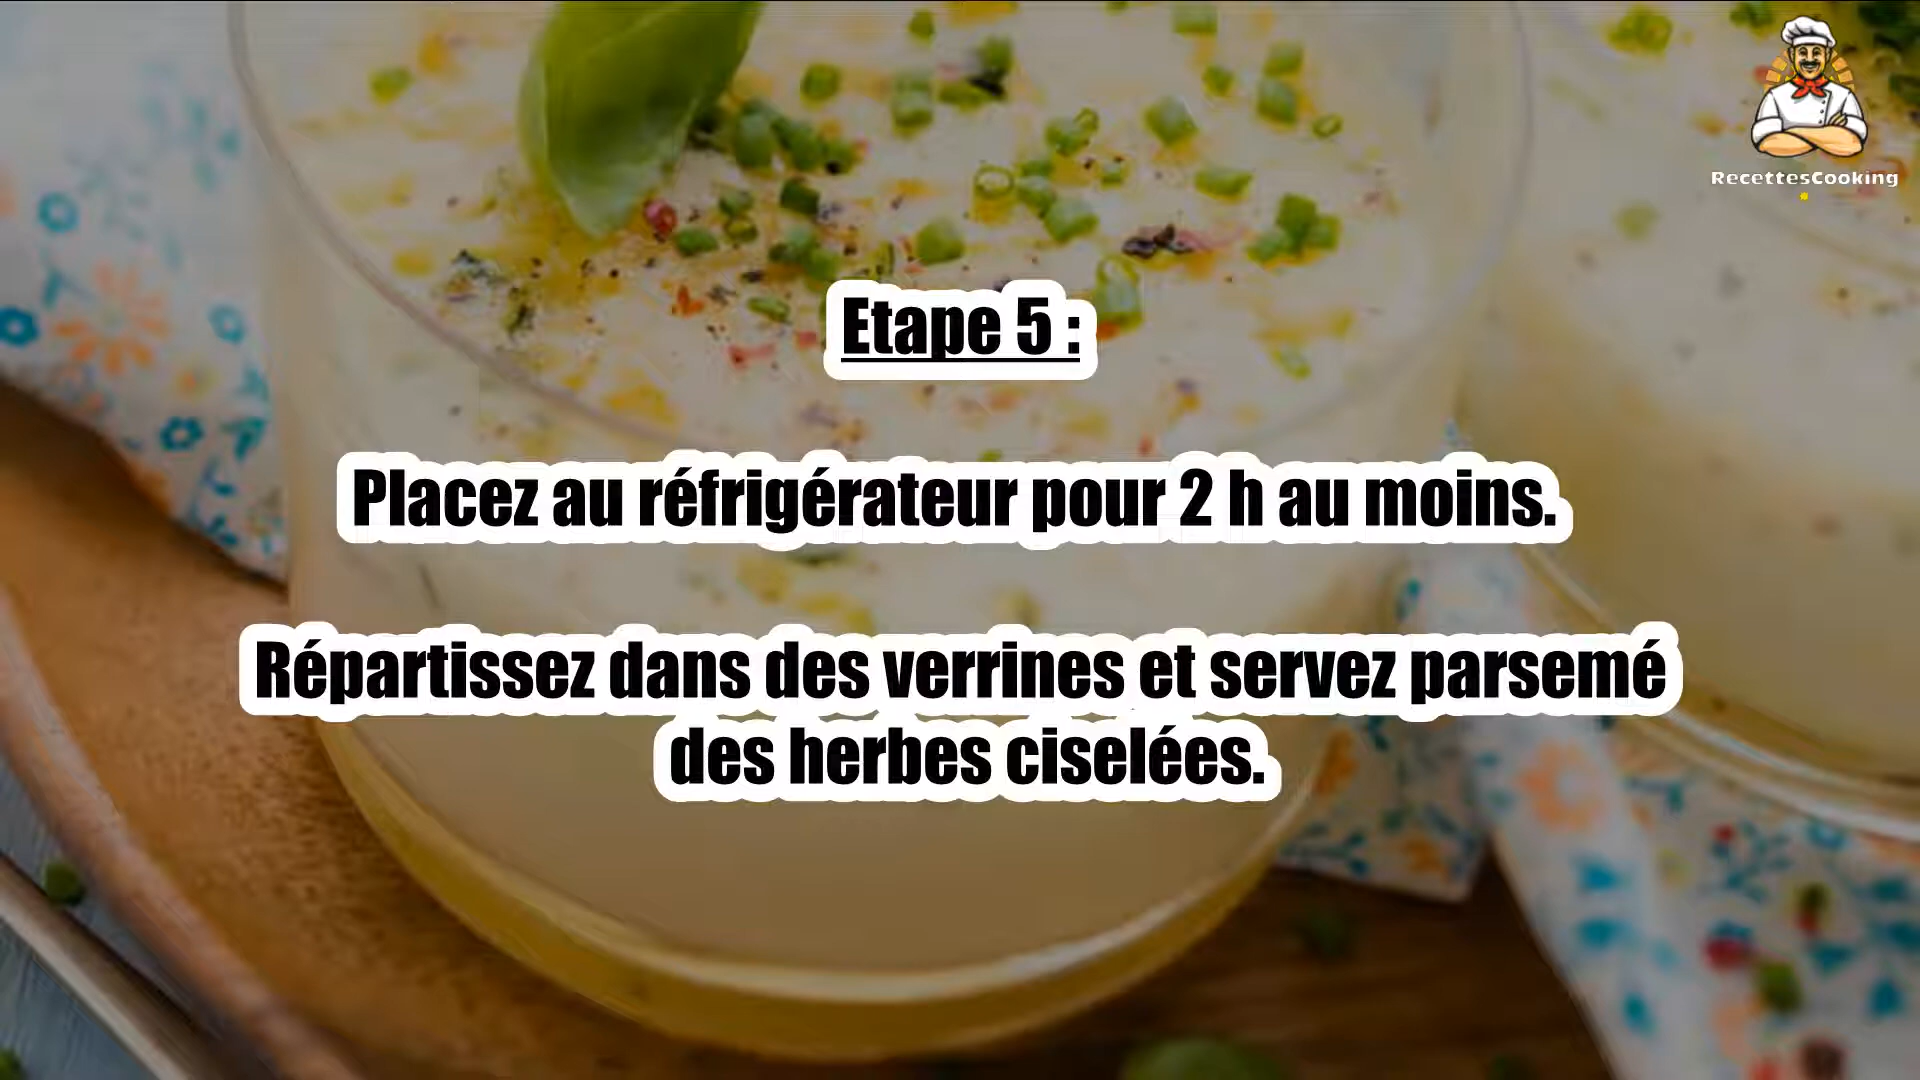 RecettesCooking
Etape 5 :
Placez au réfrigérateur pour 2 h au moins.
Répartissez dans des verrines et servez parsemé
des herbes ciselées.